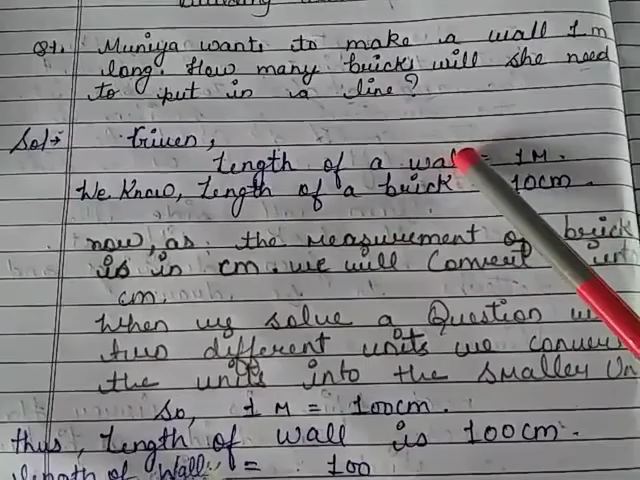 Q1. Muniya wants to make a wall 1m
long. How many bricks will she need
to put in a line?
Sol→ Given,
Length of a wall = 1M.
We know, Length of a brick 10cm.
now, as the measurement of brick
is in cm. we will convert
cm.
When we solve a Question
two different units we
the units into the smaller
So, 1 M = 100cm.
thus, Length of wall is 100cm.
Length of wall = 100